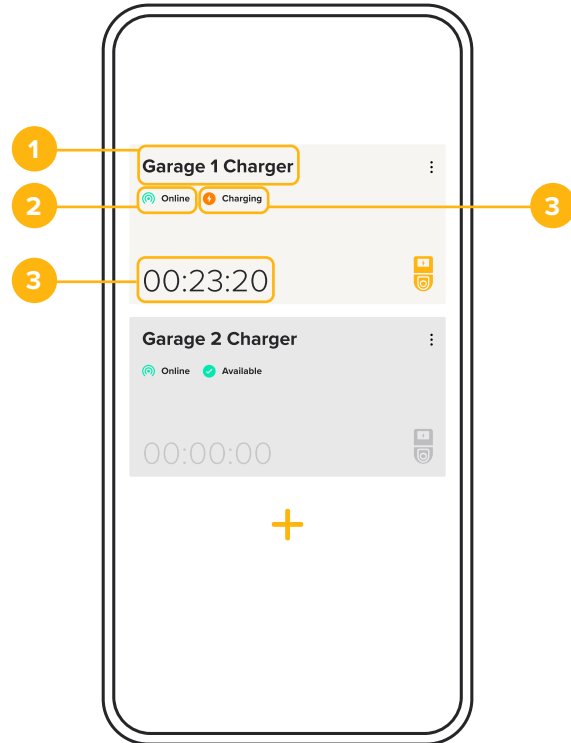 1
Garage 1 Charger
2
Online
Charging
3
3
00:23:20
Garage 2 Charger
Online
Available
00:00:00